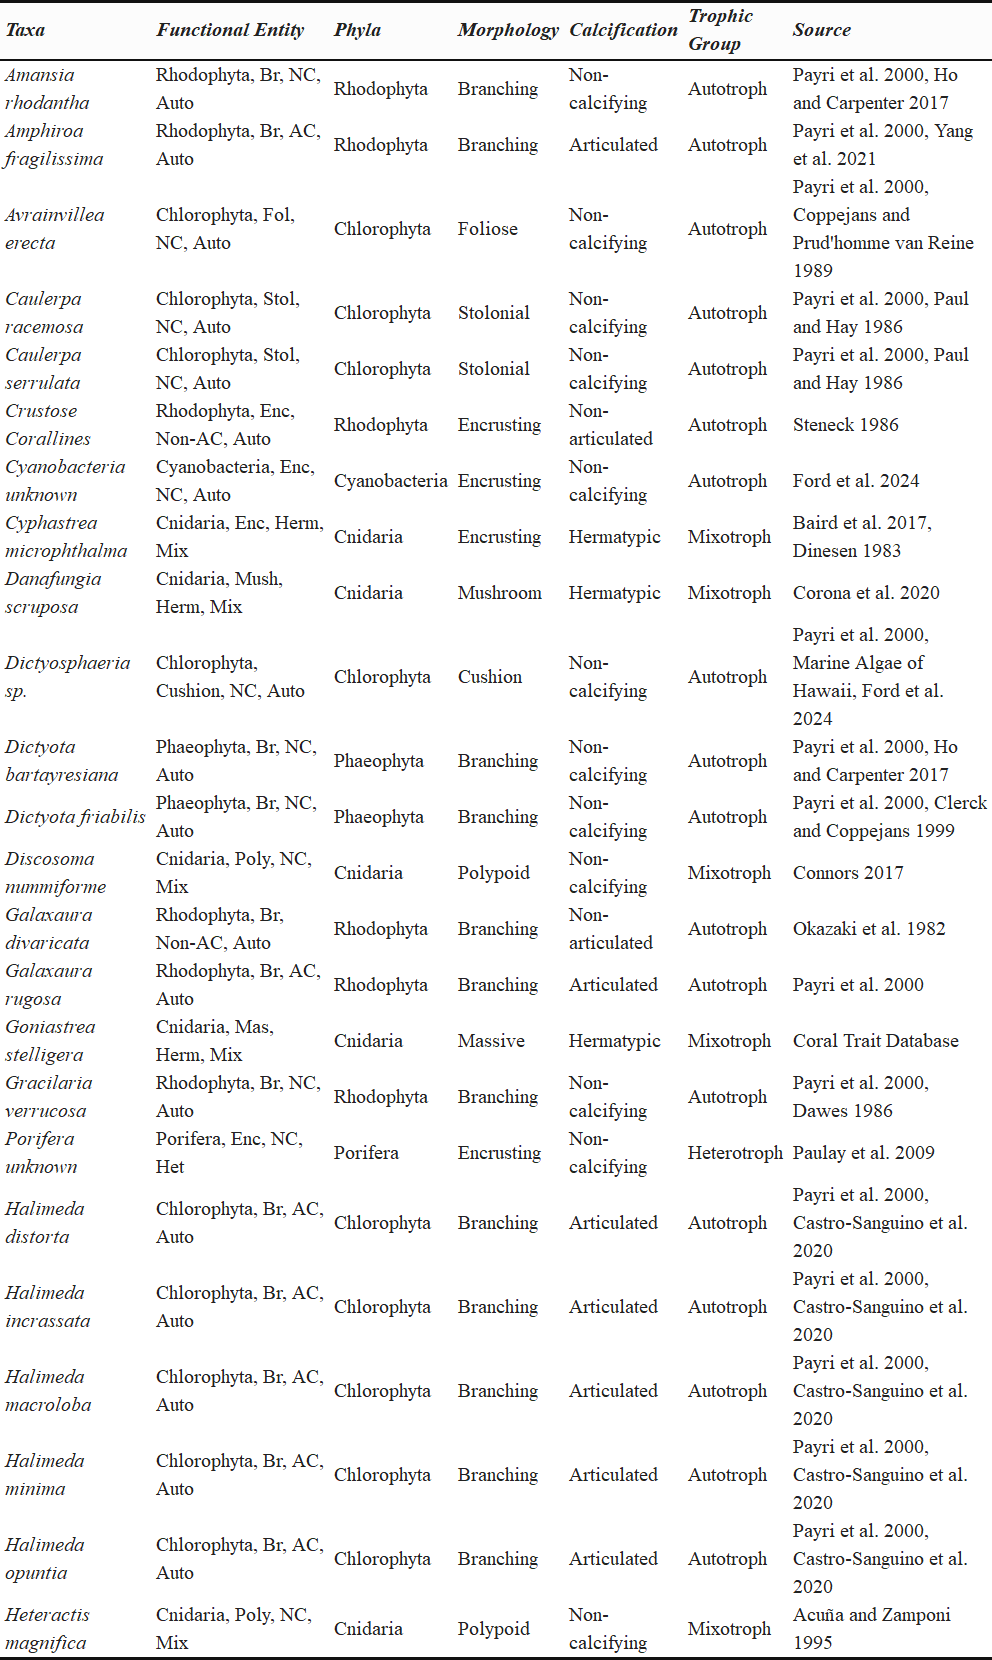 Taxa Functional Entity Phyla Morphology Calcification Trophic Group Source
Amansia rhodantha Rhodophyta, Br, NC, Auto Rhodophyta Branching Non-calcifying Autotroph Payri et al. 2000, Ho and Carpenter 2017
Amphiroa fragilissima Rhodophyta, Br, AC, Auto Rhodophyta Branching Articulated Autotroph Payri et al. 2000, Yang et al. 2021
Avrainvillea erecta Chlorophyta, Fol, NC, Auto Chlorophyta Foliose Non-calcifying Autotroph Payri et al. 2000, Coppejans and Prud'homme van Reine 1989
Caulerpa racemosa Chlorophyta, Stol, NC, Auto Chlorophyta Stolonial Non-calcifying Autotroph Payri et al. 2000, Paul and Hay 1986
Caulerpa serrulata Chlorophyta, Stol, NC, Auto Chlorophyta Stolonial Non-calcifying Autotroph Payri et al. 2000, Paul and Hay 1986
Crustose Corallines Rhodophyta, Enc, Non-AC, Auto Rhodophyta Encrusting Non-articulated Autotroph Steneck 1986
Cyanobacteria unknown Cyanobacteria, Enc, NC, Auto Cyanobacteria Encrusting Non-calcifying Autotroph Ford et al. 2024
Cyphastrea microphthalma Cnidaria, Enc, Herm, Mix Cnidaria Encrusting Hermatypic Mixotroph Baird et al. 2017, Dinesen 1983
Danafungia scruposa Cnidaria, Mush, Herm, Mix Cnidaria Mushroom Hermatypic Mixotroph Corona et al. 2020
Dictyosphaeria sp. Chlorophyta, Cushion, NC, Auto Chlorophyta Cushion Non-calcifying Autotroph Payri et al. 2000, Marine Algae of Hawaii, Ford et al. 2024
Dictyota bartayresiana Phaeophyta, Br, NC, Auto Phaeophyta Branching Non-calcifying Autotroph Payri et al. 2000, Ho and Carpenter 2017
Dictyota friabilis Phaeophyta, Br, NC, Auto Phaeophyta Branching Non-calcifying Autotroph Payri et al. 2000, Clerck and Coppejans 1999
Discosoma nummiforme Cnidaria, Poly, NC, Mix Cnidaria Polypoid Non-calcifying Mixotroph Connors 2017
Galaxaura divaricata Rhodophyta, Br, Non-AC, Auto Rhodophyta Branching Non-articulated Autotroph Okazaki et al. 1982
Galaxaura rugosa Rhodophyta, Br, AC, Auto Rhodophyta Branching Articulated Autotroph Payri et al. 2000
Goniastrea stelligera Cnidaria, Mas, Herm, Mix Cnidaria Massive Hermatypic Mixotroph Coral Trait Database
Gracilaria verrucosa Rhodophyta, Br, NC, Auto Rhodophyta Branching Non-calcifying Autotroph Payri et al. 2000, Dawes 1986
Porifera unknown Porifera, Enc, NC, Het Porifera Encrusting Non-calcifying Heterotroph Paulay et al. 2009
Halimeda distorta Chlorophyta, Br, AC, Auto Chlorophyta Branching Articulated Autotroph Payri et al. 2000, Castro-Sanguino et al. 2020
Halimeda incrassata Chlorophyta, Br, AC, Auto Chlorophyta Branching Articulated Autotroph Payri et al. 2000, Castro-Sanguino et al. 2020
Halimeda macroloba Chlorophyta, Br, AC, Auto Chlorophyta Branching Articulated Autotroph Payri et al. 2000, Castro-Sanguino et al. 2020
Halimeda minima Chlorophyta, Br, AC, Auto Chlorophyta Branching Articulated Autotroph Payri et al. 2000, Castro-Sanguino et al. 2020
Halimeda opuntia Chlorophyta, Br, AC, Auto Chlorophyta Branching Articulated Autotroph Payri et al. 2000, Castro-Sanguino et al. 2020
Heteractis magnifica Cnidaria, Poly, NC, Mix Cnidaria Polypoid Non-calcifying Mixotroph Acuña and Zamponi 1995